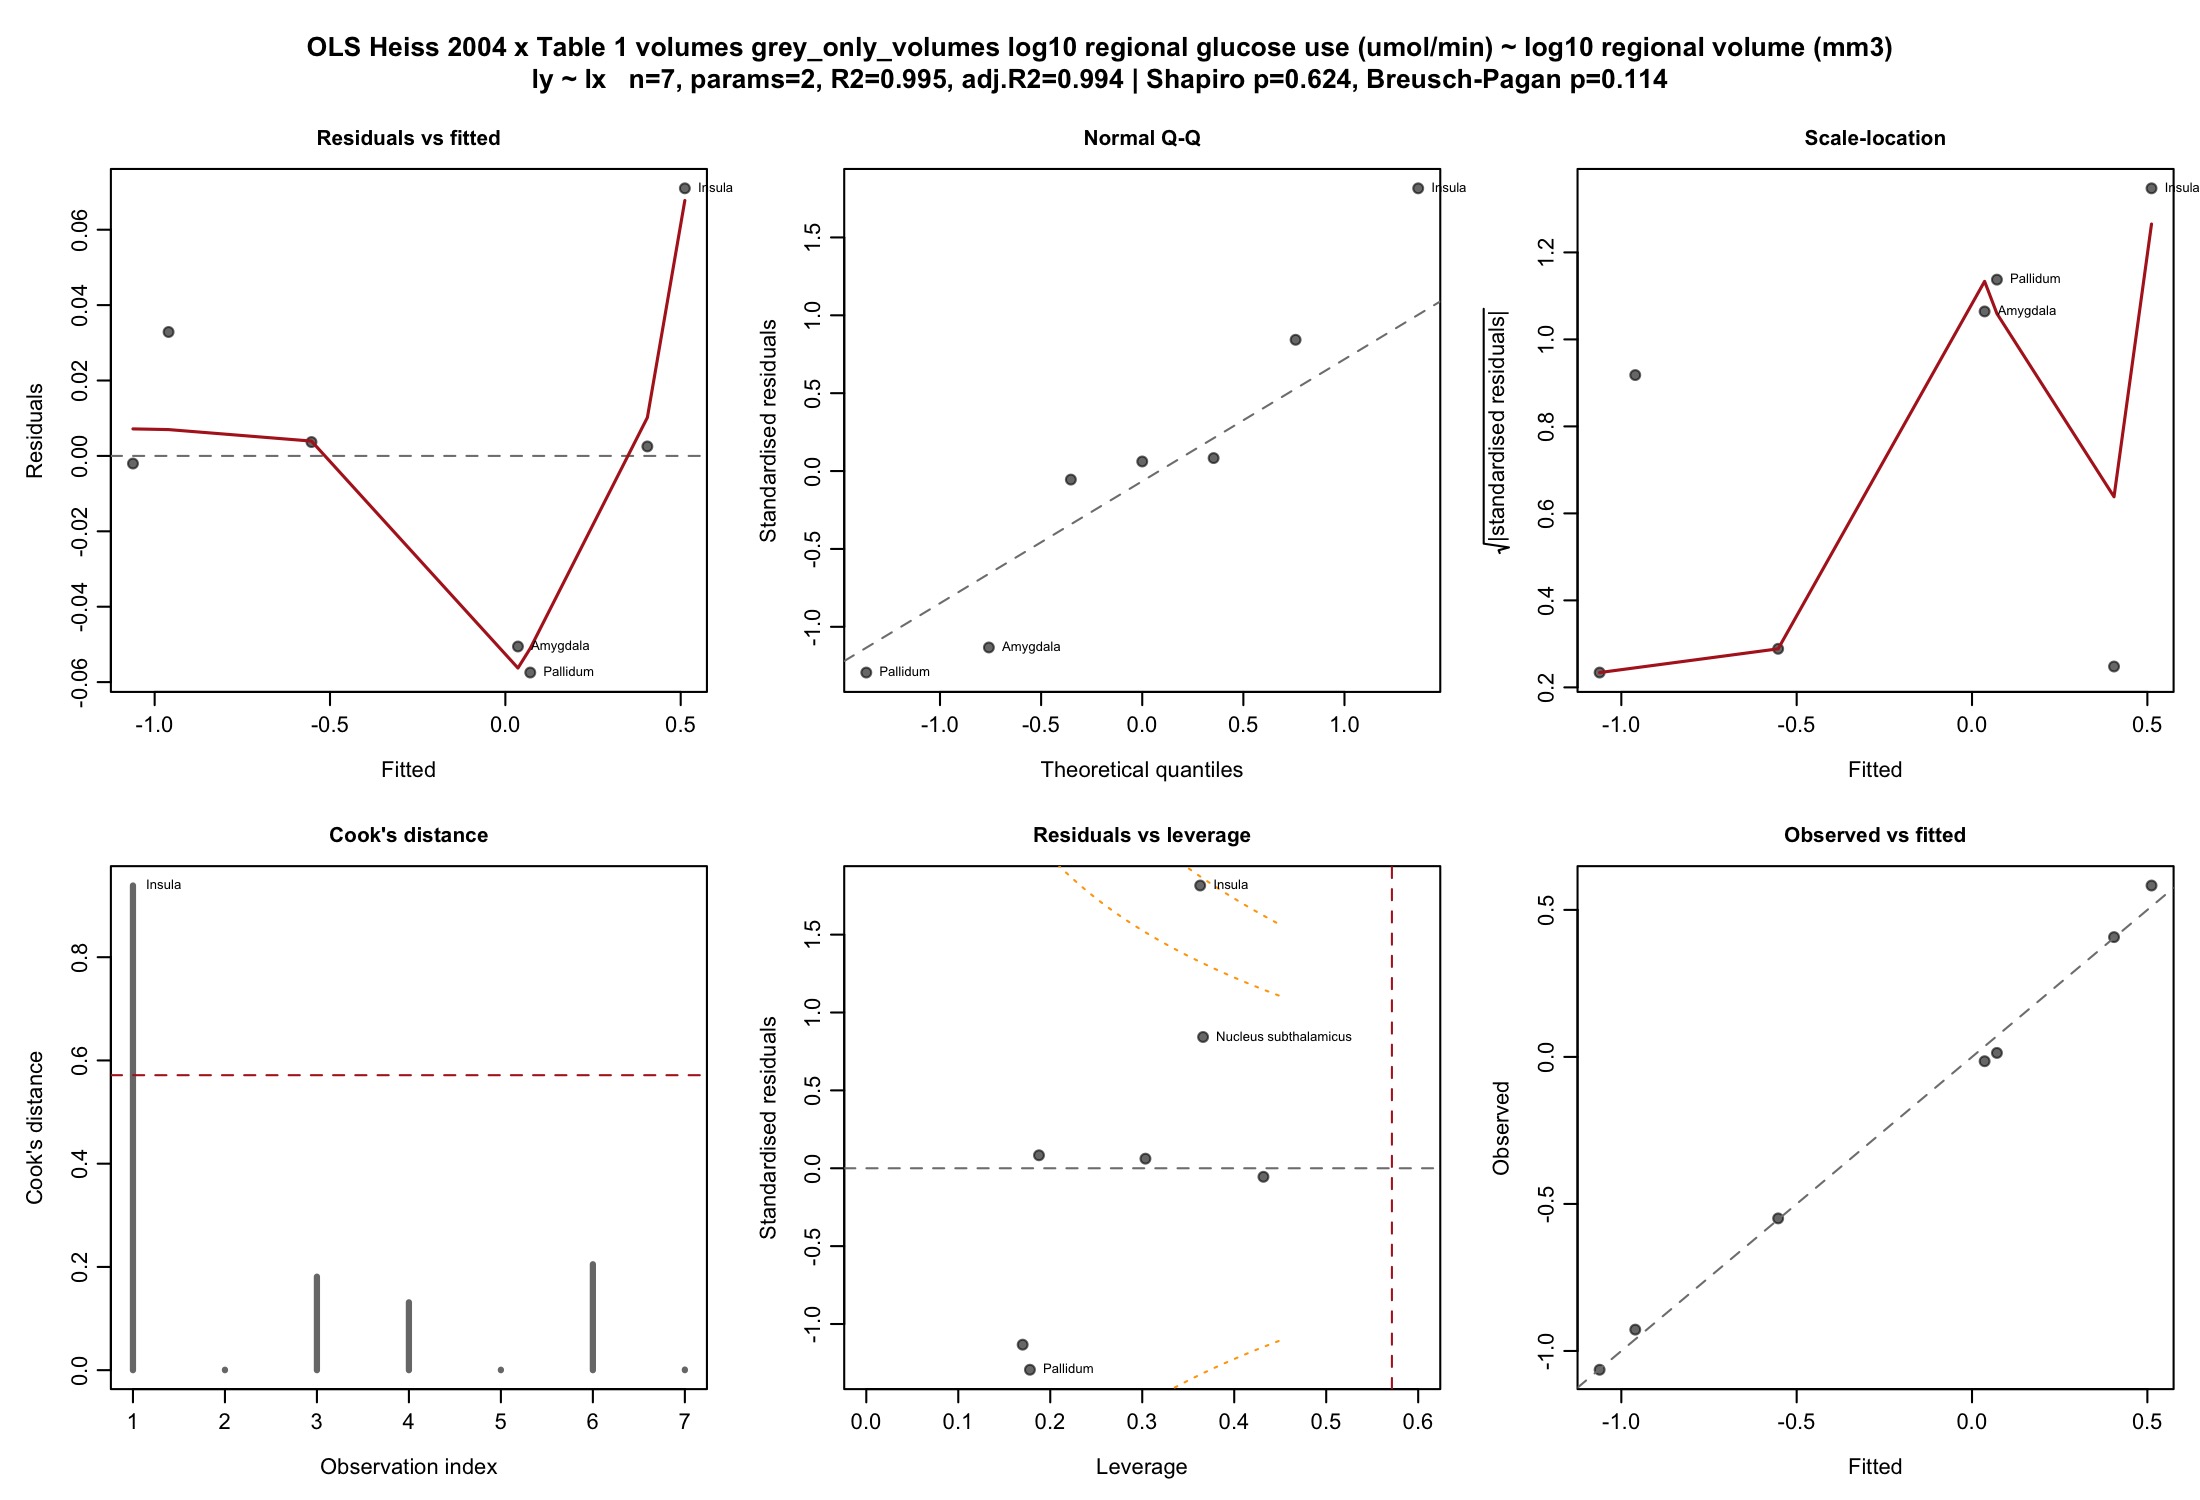 OLS Heiss 2004 x Table 1 volumes grey_only_volumes log10 regional glucose use (umol/min) ~ log10 regional volume (mm3)
ly ~ lx   n=7, params=2, R2=0.995, adj.R2=0.994 | Shapiro p=0.624, Breusch-Pagan p=0.114
Residuals vs fitted
Residuals
0.06
0.04
0.02
0.00
-0.02
-0.04
-0.06
Insula
Amygdala
Pallidum
-1.0 -0.5 0.0 0.5
Fitted
Normal Q-Q
Standardised residuals
1.5
1.0
0.5
0.0
-0.5
-1.0
Insula
Amygdala
Pallidum
-1.0 -0.5 0.0 0.5 1.0
Theoretical quantiles
Scale-location
√|standardised residuals|
1.2
1.0
0.8
0.6
0.4
0.2
Insula
Pallidum
Amygdala
-1.0 -0.5 0.0 0.5
Fitted
Cook's distance
Cook's distance
0.8
0.6
0.4
0.2
0.0
Insula
1 2 3 4 5 6 7
Observation index
Residuals vs leverage
Standardised residuals
1.5
1.0
0.5
0.0
-0.5
-1.0
Insula
Nucleus subthalamicus
Pallidum
0.0 0.1 0.2 0.3 0.4 0.5 0.6
Leverage
Observed vs fitted
Observed
0.5
0.0
-0.5
-1.0
-1.0 -0.5 0.0 0.5
Fitted